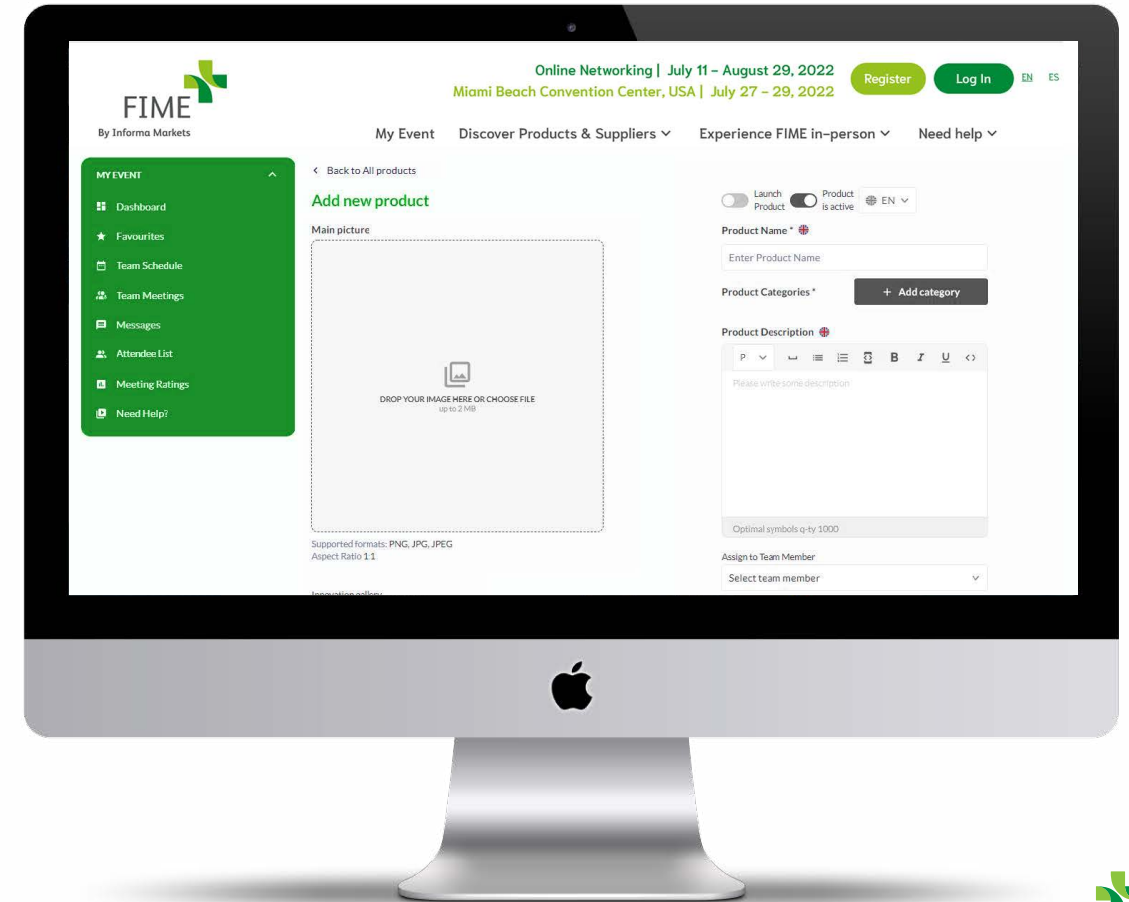 Online Networking | July 11 – August 29, 2022
Miami Beach Convention Center, USA | July 27 – 29, 2022
Register
Log In
EN ES
FIME
By Informa Markets
My Event Discover Products & Suppliers Experience FIME in-person Need help
MY EVENT
Dashboard
Favourites
Team Schedule
Team Meetings
Messages
Attendee List
Meeting Ratings
Need Help?
< Back to All products
Add new product
Main picture
DROP YOUR IMAGE HERE OR CHOOSE FILE
up to 2 MB
Supported formats: PNG, JPG, JPEG
Aspect Ratio 1:1
Innovation gallery
Launch
Product
Product
is active
EN
Product Name *
Enter Product Name
Product Categories *
+ Add category
Product Description
P B I U <>
Please write some description
Optimal symbols q-ty 1000
Assign to Team Member
Select team member